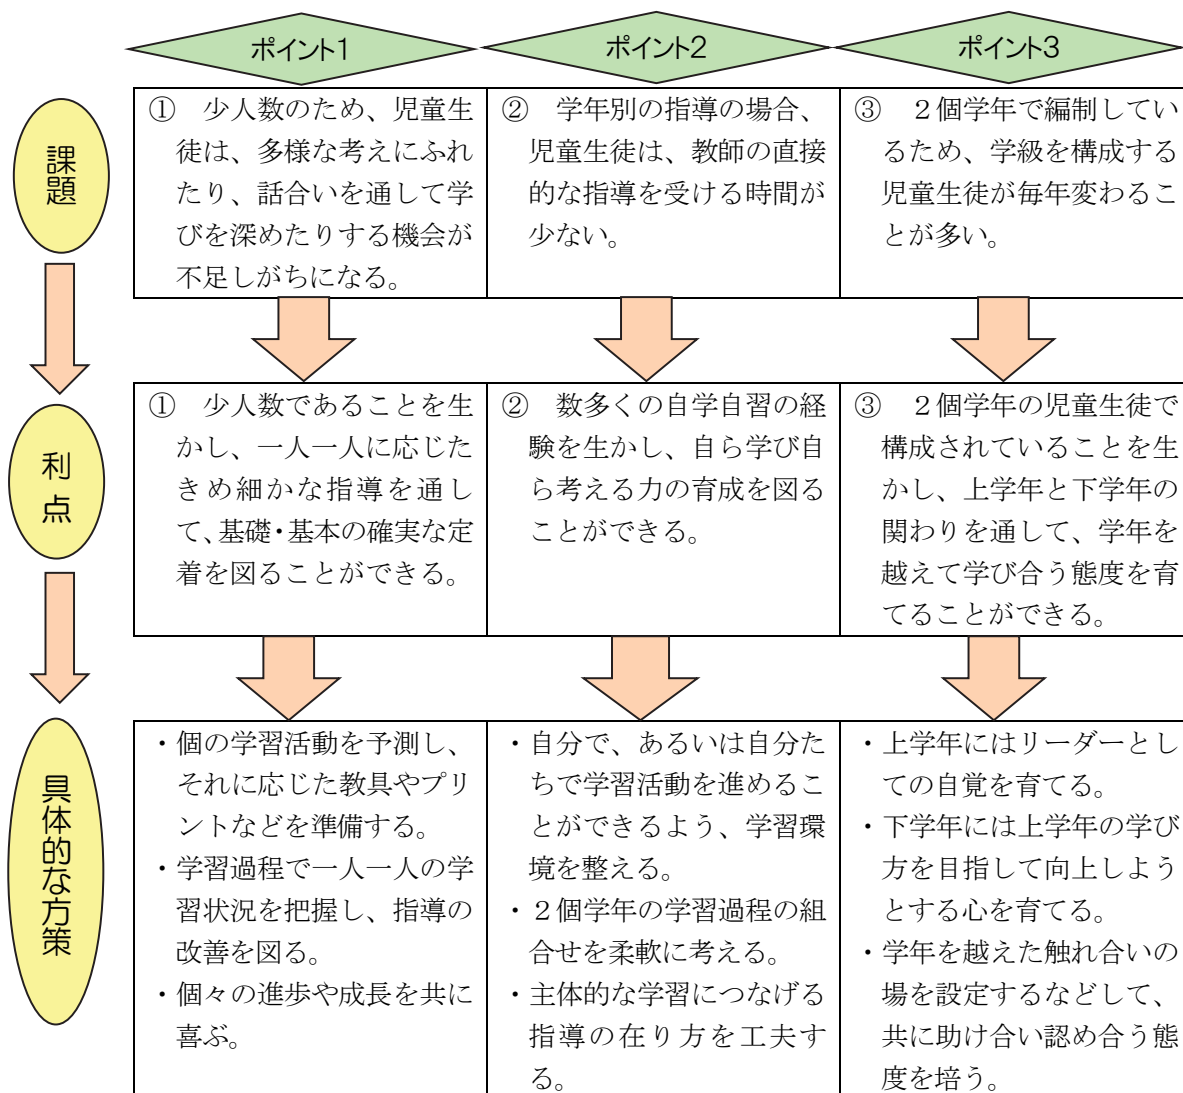 ポイント1
ポイント2
ポイント3
課題
① 少人数のため、児童生
徒は、多様な考えにふれ
たり、話合いを通して学
びを深めたりする機会が
不足しがちになる。
② 学年別の指導の場合、
児童生徒は、教師の直接
的な指導を受ける時間が
少ない。
③ ２個学年で編制してい
るため、学級を構成する
児童生徒が毎年変わるこ
とが多い。
利点
① 少人数であることを生
かし、一人一人に応じた
きめ細かな指導を通し
て、基礎・基本の確実な定
着を図ることができる。
② 数多くの自学自習の経
験を生かし、自ら学び自
ら考える力の育成を図る
ことができる。
③ ２個学年の児童生徒で
構成されていることを生
かし、上学年と下学年の
関わりを通して、学年を
越えて学び合う態度を育
てることができる。
具体的な方策
・個の学習活動を予測し、
それに応じた教具やプリ
ントなどを準備する。
・学習過程で一人一人の学
習状況を把握し、指導の
改善を図る。
・個々の進歩や成長を共に
喜ぶ。
・自分で、あるいは自分た
ちで学習活動を進めるこ
とができるよう、学習環
境を整える。
・２個学年の学習過程の組
合せを柔軟に考える。
・主体的な学習につなげる
指導の在り方を工夫す
る。
・上学年にはリーダーとし
ての自覚を育てる。
・下学年には上学年の学び
方を目指して向上しよう
とする心を育てる。
・学年を越えた触れ合いの
場を設定するなどして、
共に助け合い認め合う態
度を培う。